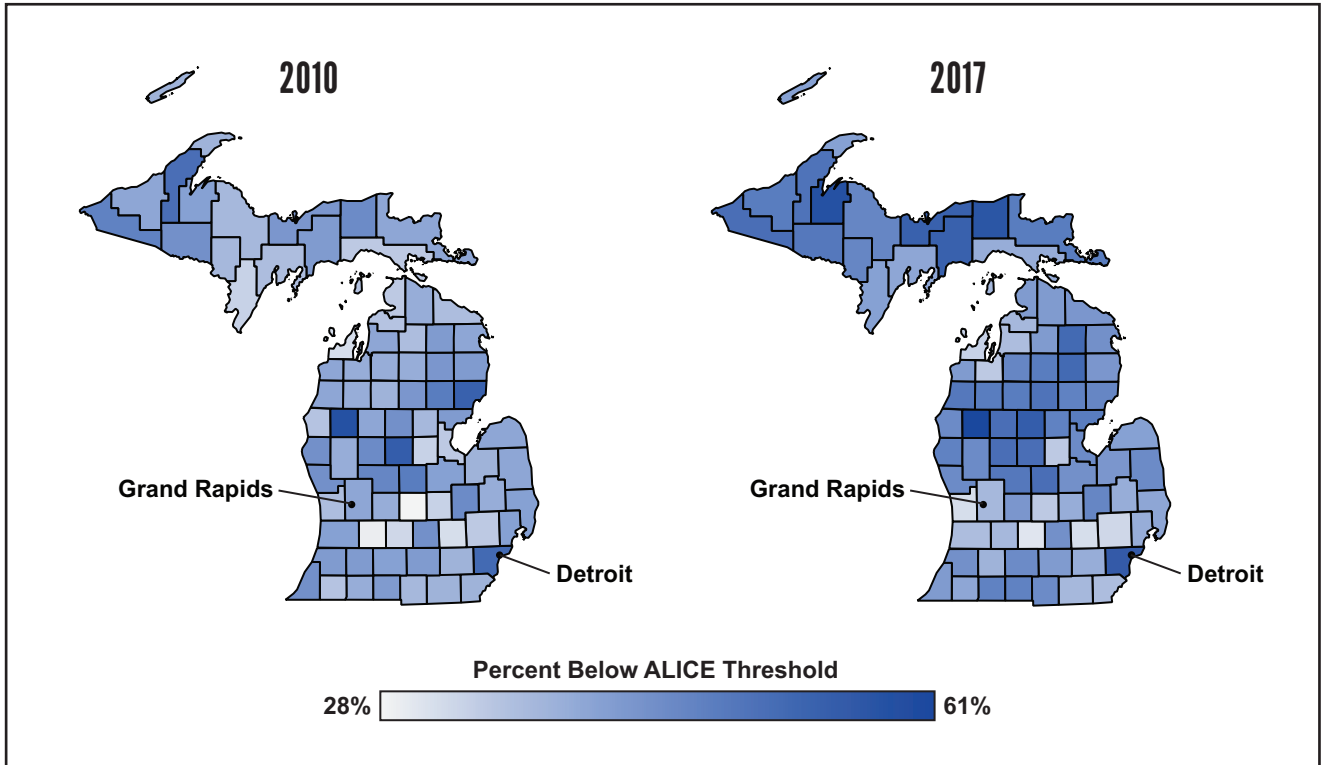 2010
2017
Grand Rapids
Detroit
Grand Rapids
Detroit
Percent Below ALICE Threshold
28%
61%